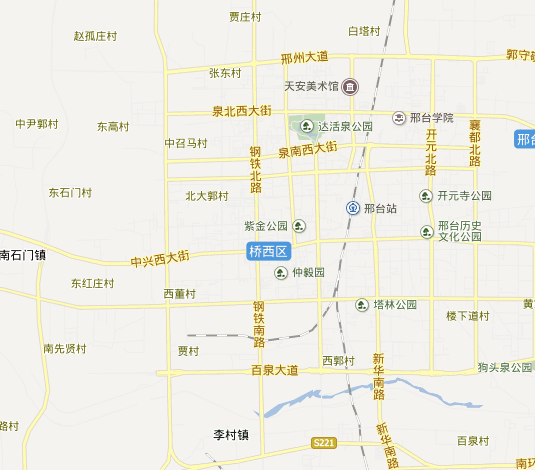 贾庄村
赵孤庄村
白塔村
邢州大道
郭守敬
张东村
天安美术馆
泉北西大街
邢台学院
中尹郭村
东高村
达活泉公园
襄都北路
开元北路
邢台
中召马村
泉南西大街
钢铁北路
东石门村
北大郭村
开元寺公园
邢台站
紫金公园
邢台历史
文化公园
南石门镇
中兴西大街
桥西区
仲毅园
东红庄村
西董村
塔林公园
黄
钢铁南路
楼下道村
南先贤村
贾村
西郭村
新华南路
百泉大道
狗头泉公园
路村
李村镇
S221
新华南路
百泉村
南环